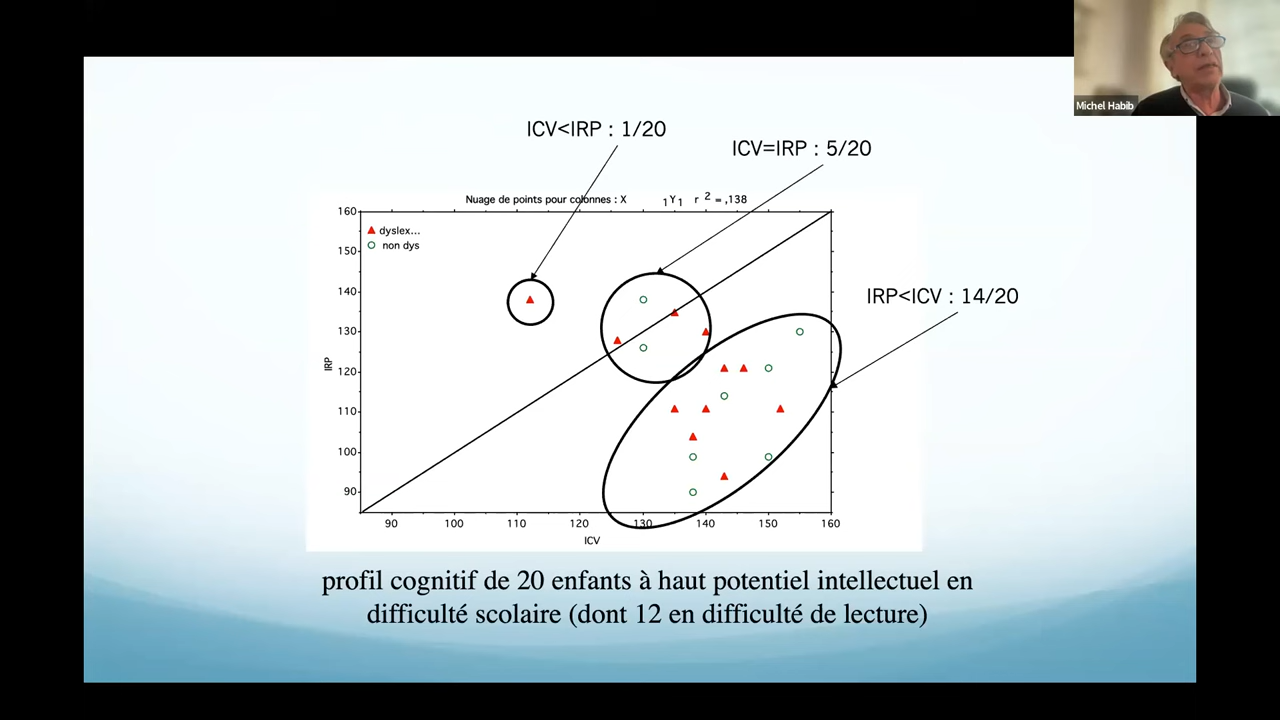 Michel Habib
ICV<IRP : 1/20
ICV=IRP : 5/20
Nuage de points pour colonnes : X 1Y1 r 2 = ,138
dyslex...
non dys
IRP<ICV : 14/20
160
150
140
130
120
110
100
90
IRP
90 100 110 120 130 140 150 160
ICV
profil cognitif de 20 enfants à haut potentiel intellectuel en
difficulté scolaire (dont 12 en difficulté de lecture)